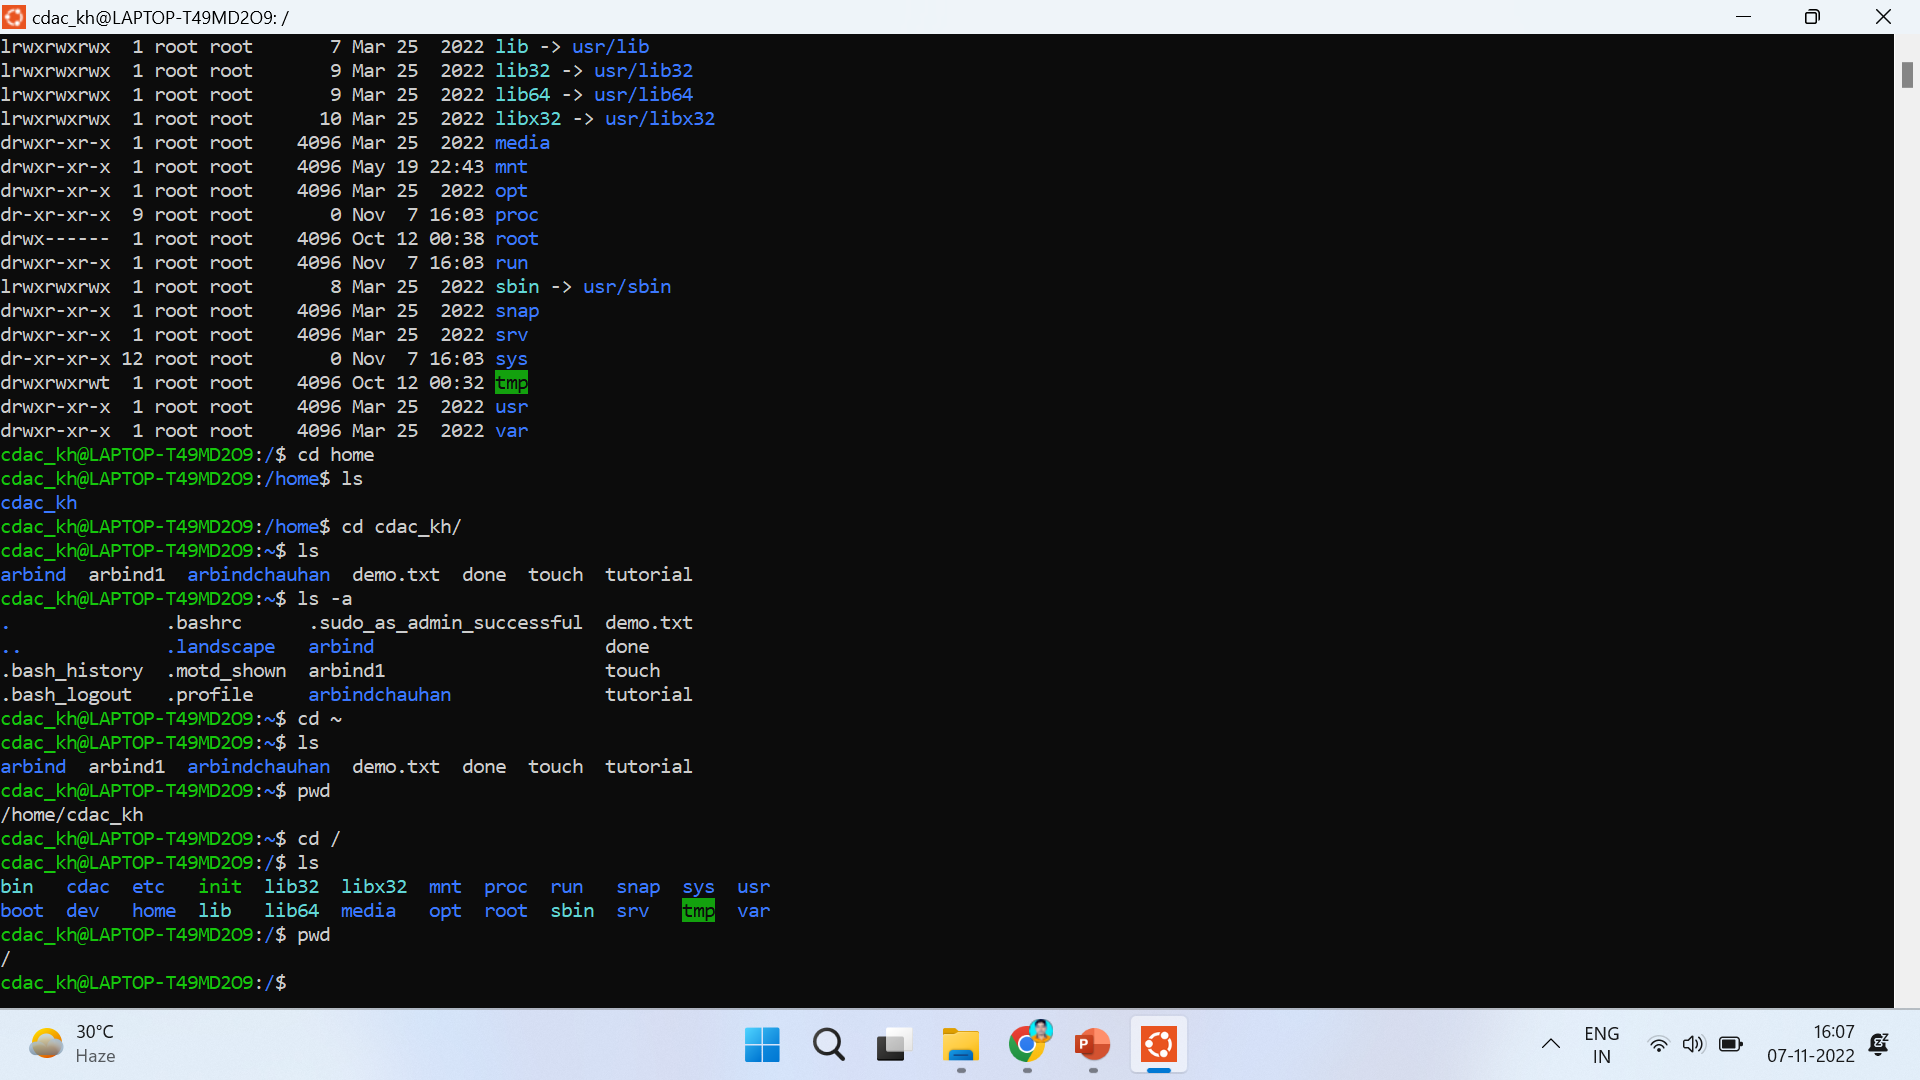 cdac_kh@LAPTOP-T49MD2O9: /
lrwxrwxrwx  1 root root       7 Mar 25  2022 lib -> usr/lib
lrwxrwxrwx  1 root root       9 Mar 25  2022 lib32 -> usr/lib32
lrwxrwxrwx  1 root root       9 Mar 25  2022 lib64 -> usr/lib64
lrwxrwxrwx  1 root root      10 Mar 25  2022 libx32 -> usr/libx32
drwxr-xr-x  1 root root    4096 Mar 25  2022 media
drwxr-xr-x  1 root root    4096 May 19 22:43 mnt
drwxr-xr-x  1 root root    4096 Mar 25  2022 opt
dr-xr-xr-x  9 root root       0 Nov  7 16:03 proc
drwx------  1 root root    4096 Oct 12 00:38 root
drwxr-xr-x  1 root root    4096 Nov  7 16:03 run
lrwxrwxrwx  1 root root       8 Mar 25  2022 sbin -> usr/sbin
drwxr-xr-x  1 root root    4096 Mar 25  2022 snap
drwxr-xr-x  1 root root    4096 Mar 25  2022 srv
dr-xr-xr-x 12 root root       0 Nov  7 16:03 sys
drwxrwxrwt  1 root root    4096 Oct 12 00:32 tmp
drwxr-xr-x  1 root root    4096 Mar 25  2022 usr
drwxr-xr-x  1 root root    4096 Mar 25  2022 var
cdac_kh@LAPTOP-T49MD2O9:/$ cd home
cdac_kh@LAPTOP-T49MD2O9:/home$ ls
cdac_kh
cdac_kh@LAPTOP-T49MD2O9:/home$ cd cdac_kh/
cdac_kh@LAPTOP-T49MD2O9:~$ ls
arbind  arbind1  arbindchauhan  demo.txt  done  touch  tutorial
cdac_kh@LAPTOP-T49MD2O9:~$ ls -a
.              .bashrc      .sudo_as_admin_successful  demo.txt
..             .landscape   arbind                     done
.bash_history  .motd_shown  arbind1                    touch
.bash_logout   .profile     arbindchauhan              tutorial
cdac_kh@LAPTOP-T49MD2O9:~$ cd ~
cdac_kh@LAPTOP-T49MD2O9:~$ ls
arbind  arbind1  arbindchauhan  demo.txt  done  touch  tutorial
cdac_kh@LAPTOP-T49MD2O9:~$ pwd
/home/cdac_kh
cdac_kh@LAPTOP-T49MD2O9:~$ cd /
cdac_kh@LAPTOP-T49MD2O9:/$ ls
bin   cdac  etc   init  lib32  libx32  mnt  proc  run   snap  sys  usr
boot  dev   home  lib   lib64  media   opt  root  sbin  srv   tmp  var
cdac_kh@LAPTOP-T49MD2O9:/$ pwd
/
cdac_kh@LAPTOP-T49MD2O9:/$
30°C
Haze
P
ENG
IN
16:07
07-11-2022